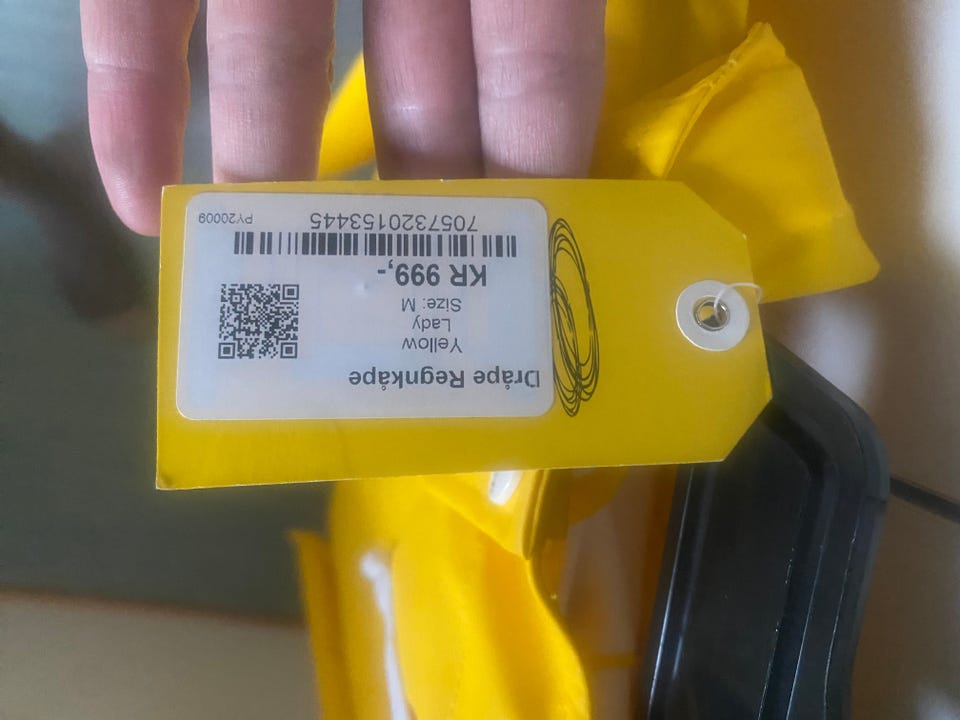 Dråpe Regnkåpe
Yellow
Lady
Size: M
KR 999,-
7057320153445
PY20009